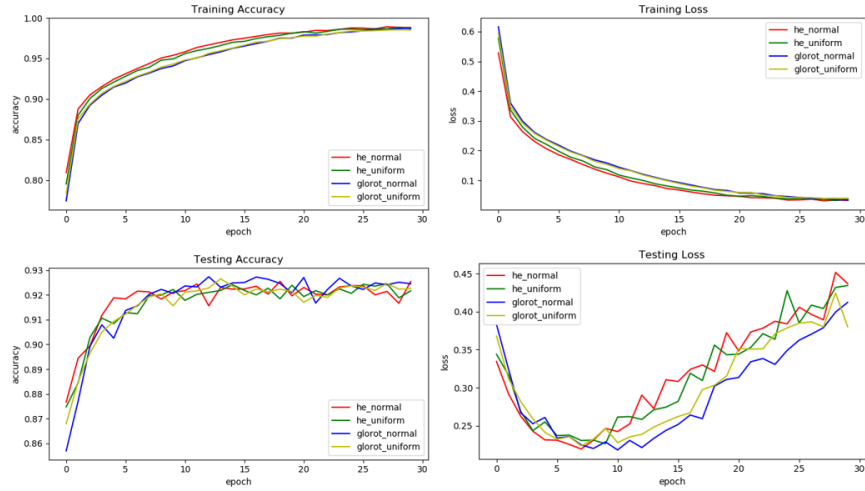 Training Accuracy
1.00
0.95
0.90
0.85
0.80
accuracy
he_normal
he_uniform
glorot_normal
glorot_uniform
0 5 10 15 20 25 30
epoch
Training Loss
0.6
0.5
0.4
0.3
0.2
0.1
loss
he_normal
he_uniform
glorot_normal
glorot_uniform
0 5 10 15 20 25 30
epoch
Testing Accuracy
0.93
0.92
0.91
0.90
0.89
0.88
0.87
0.86
accuracy
he_normal
he_uniform
glorot_normal
glorot_uniform
0 5 10 15 20 25 30
epoch
Testing Loss
0.45
0.40
0.35
0.30
0.25
loss
he_normal
he_uniform
glorot_normal
glorot_uniform
0 5 10 15 20 25 30
epoch